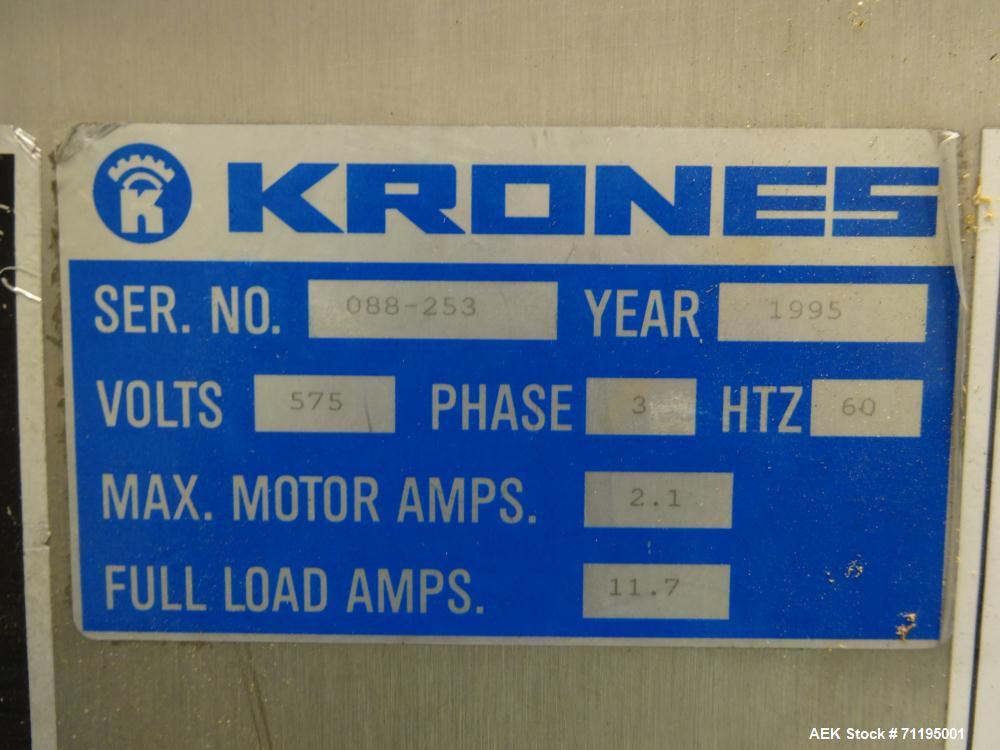 K KRONES
SER. NO. 088-253 YEAR 1995
VOLTS 575 PHASE 3 HTZ 60
MAX. MOTOR AMPS. 2.1
FULL LOAD AMPS. 11.7
AEK Stock #71195001